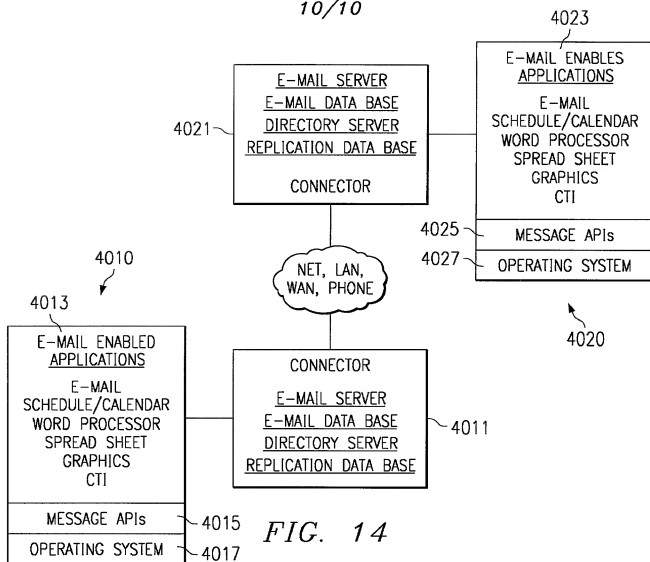 10/10
4023
E-MAIL ENABLES
APPLICATIONS
E-MAIL
SCHEDULE/CALENDAR
WORD PROCESSOR
SPREAD SHEET
GRAPHICS
CTI
4025
MESSAGE APIs
4027
OPERATING SYSTEM
4020
4021
E-MAIL SERVER
E-MAIL DATA BASE
DIRECTORY SERVER
REPLICATION DATA BASE
CONNECTOR
NET, LAN,
WAN, PHONE
4010
4013
E-MAIL ENABLED
APPLICATIONS
E-MAIL
SCHEDULE/CALENDAR
WORD PROCESSOR
SPREAD SHEET
GRAPHICS
CTI
MESSAGE APIs
4015
OPERATING SYSTEM
4017
CONNECTOR
E-MAIL SERVER
E-MAIL DATA BASE
DIRECTORY SERVER
REPLICATION DATA BASE
4011
FIG. 14